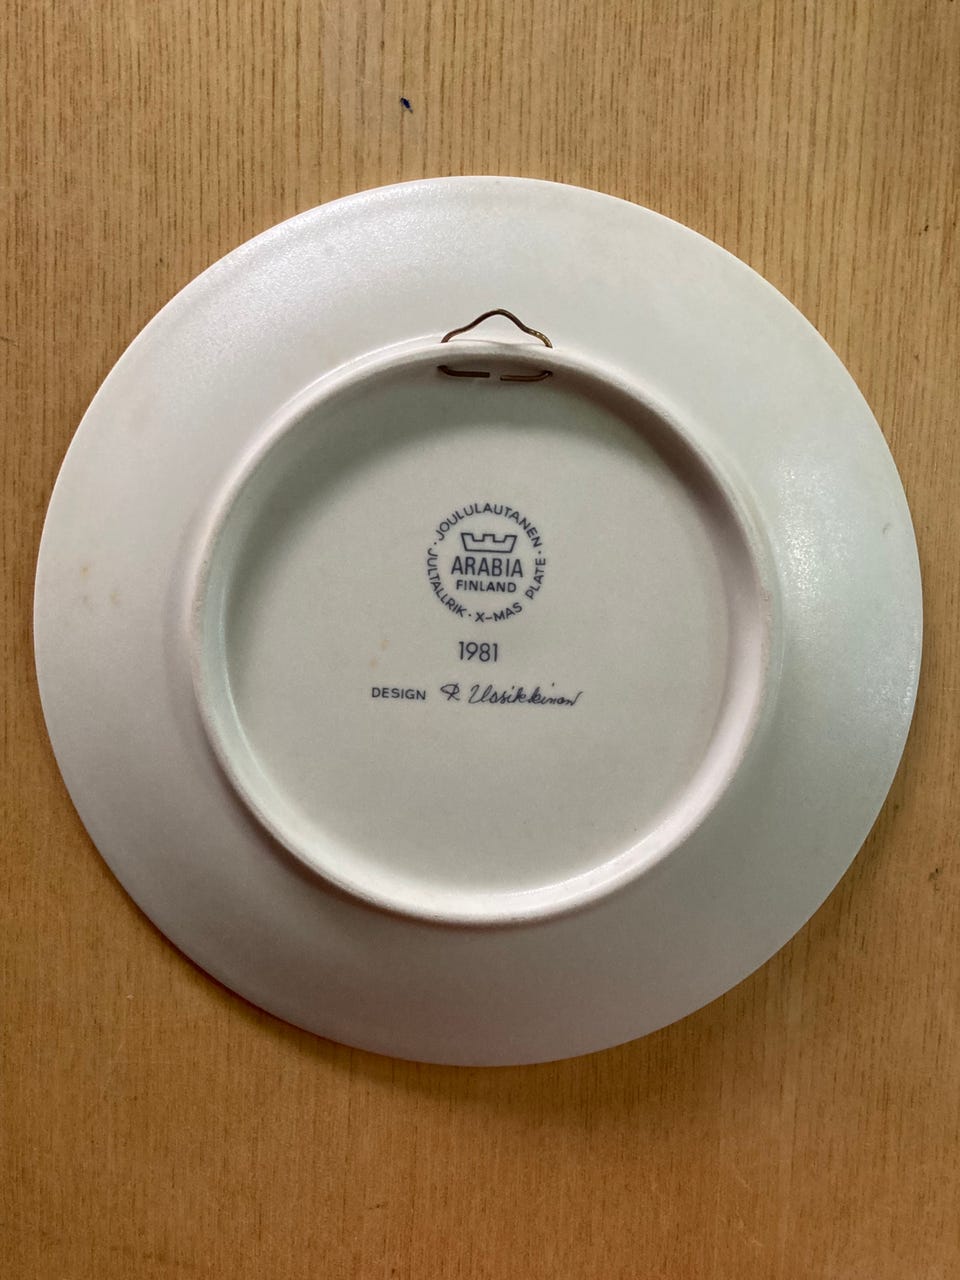 · JOULULAUTANEN ·
ARABIA
FINLAND
JULTALLRIK · X-MAS PLATE
1981
DESIGN R. Uosikkinen